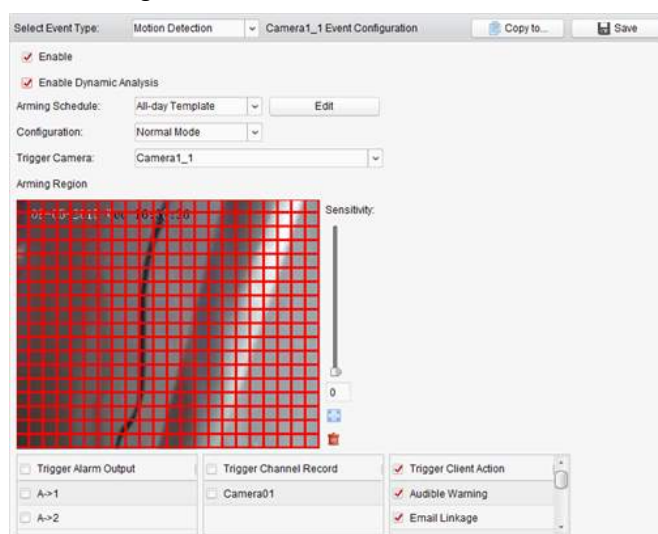 Select Event Type: Motion Detection Camera1_1 Event Configuration Copy to... Save
Enable
Enable Dynamic Analysis
Arming Schedule: All-day Template Edit
Configuration: Normal Mode
Trigger Camera: Camera1_1
Arming Region
Sensitivity:
0
Trigger Alarm Output Trigger Channel Record Trigger Client Action
A->1 Camera01 Audible Warning
A->2 Email Linkage